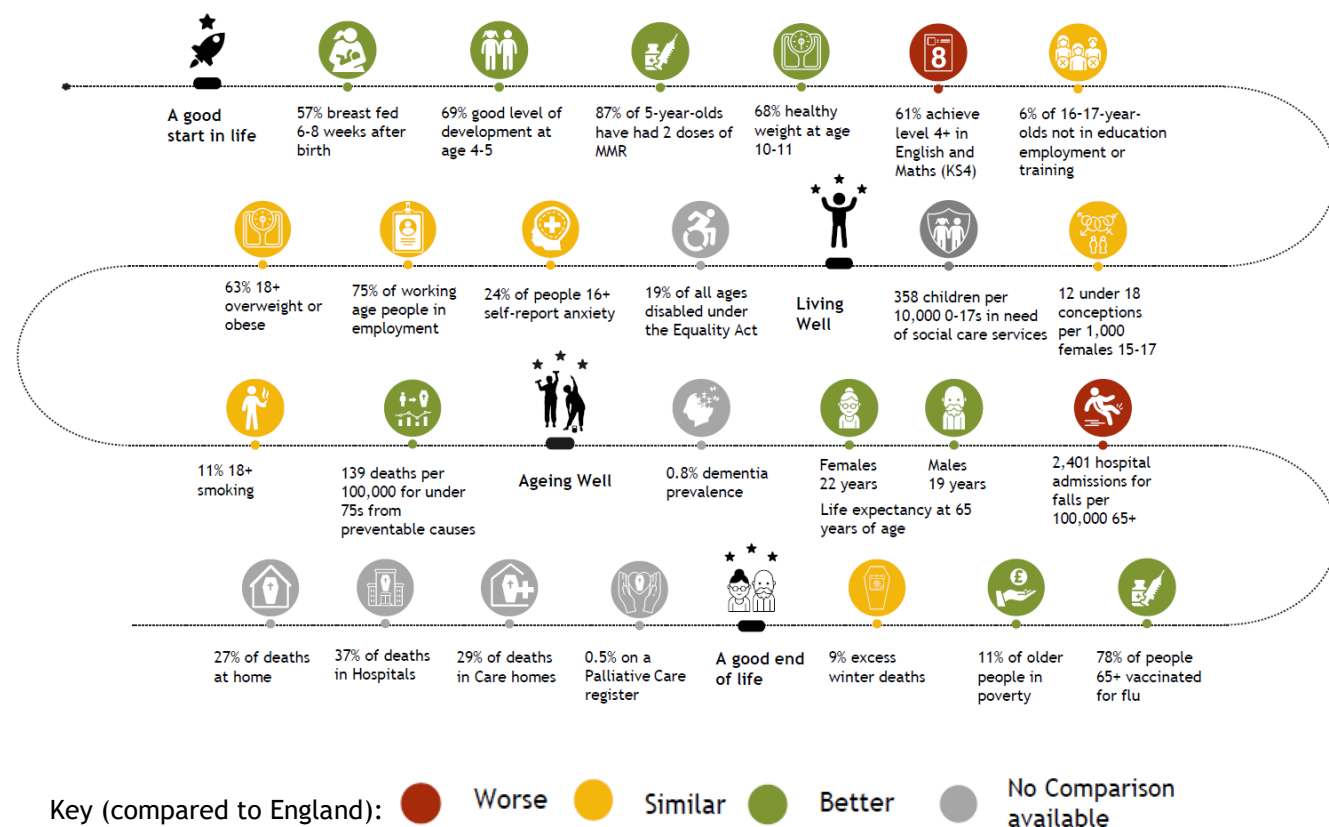 8
A good
start in life
57% breast fed
6-8 weeks after
birth
69% good level of
development at
age 4-5
87% of 5-year-olds
have had 2 doses of
MMR
68% healthy
weight at age
10-11
61% achieve
level 4+ in
English and
Maths (KS4)
6% of 16-17-year-
olds not in education
employment or
training
63% 18+
overweight or
obese
75% of working
age people in
employment
24% of people 16+
self-report anxiety
19% of all ages
disabled under
the Equality Act
Living
Well
358 children per
10,000 0-17s in need
of social care services
12 under 18
conceptions
per 1,000
females 15-17
11% 18+
smoking
139 deaths per
100,000 for under
75s from
preventable causes
Ageing Well
0.8% dementia
prevalence
Females
22 years
Males
19 years
Life expectancy at 65
years of age
2,401 hospital
admissions for
falls per
100,000 65+
£
27% of deaths
at home
37% of deaths
in Hospitals
29% of deaths
in Care homes
0.5% on a
Palliative Care
register
A good end
of life
9% excess
winter deaths
11% of older
people in
poverty
78% of people
65+ vaccinated
for flu
Key (compared to England):
Worse
Similar
Better
No Comparison
available